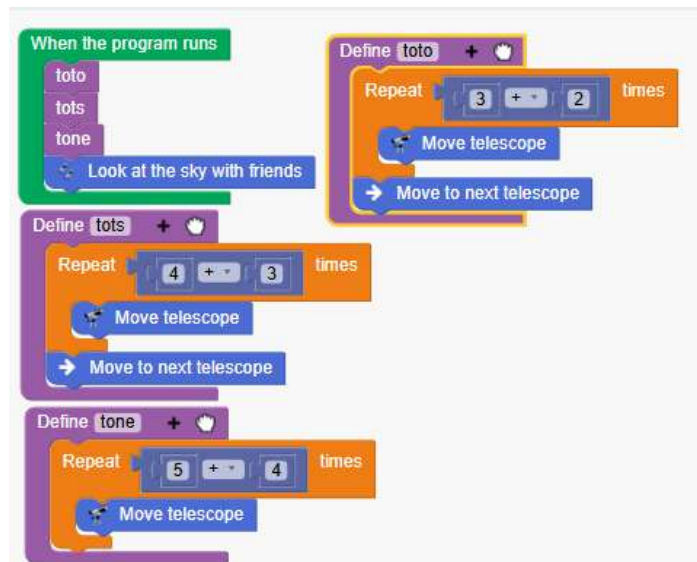 When the program runs
toto
tots
tone
Look at the sky with friends
Define toto +
Repeat 3 + 2 times
Move telescope
Move to next telescope
Define tots +
Repeat 4 + 3 times
Move telescope
Move to next telescope
Define tone +
Repeat 5 + 4 times
Move telescope